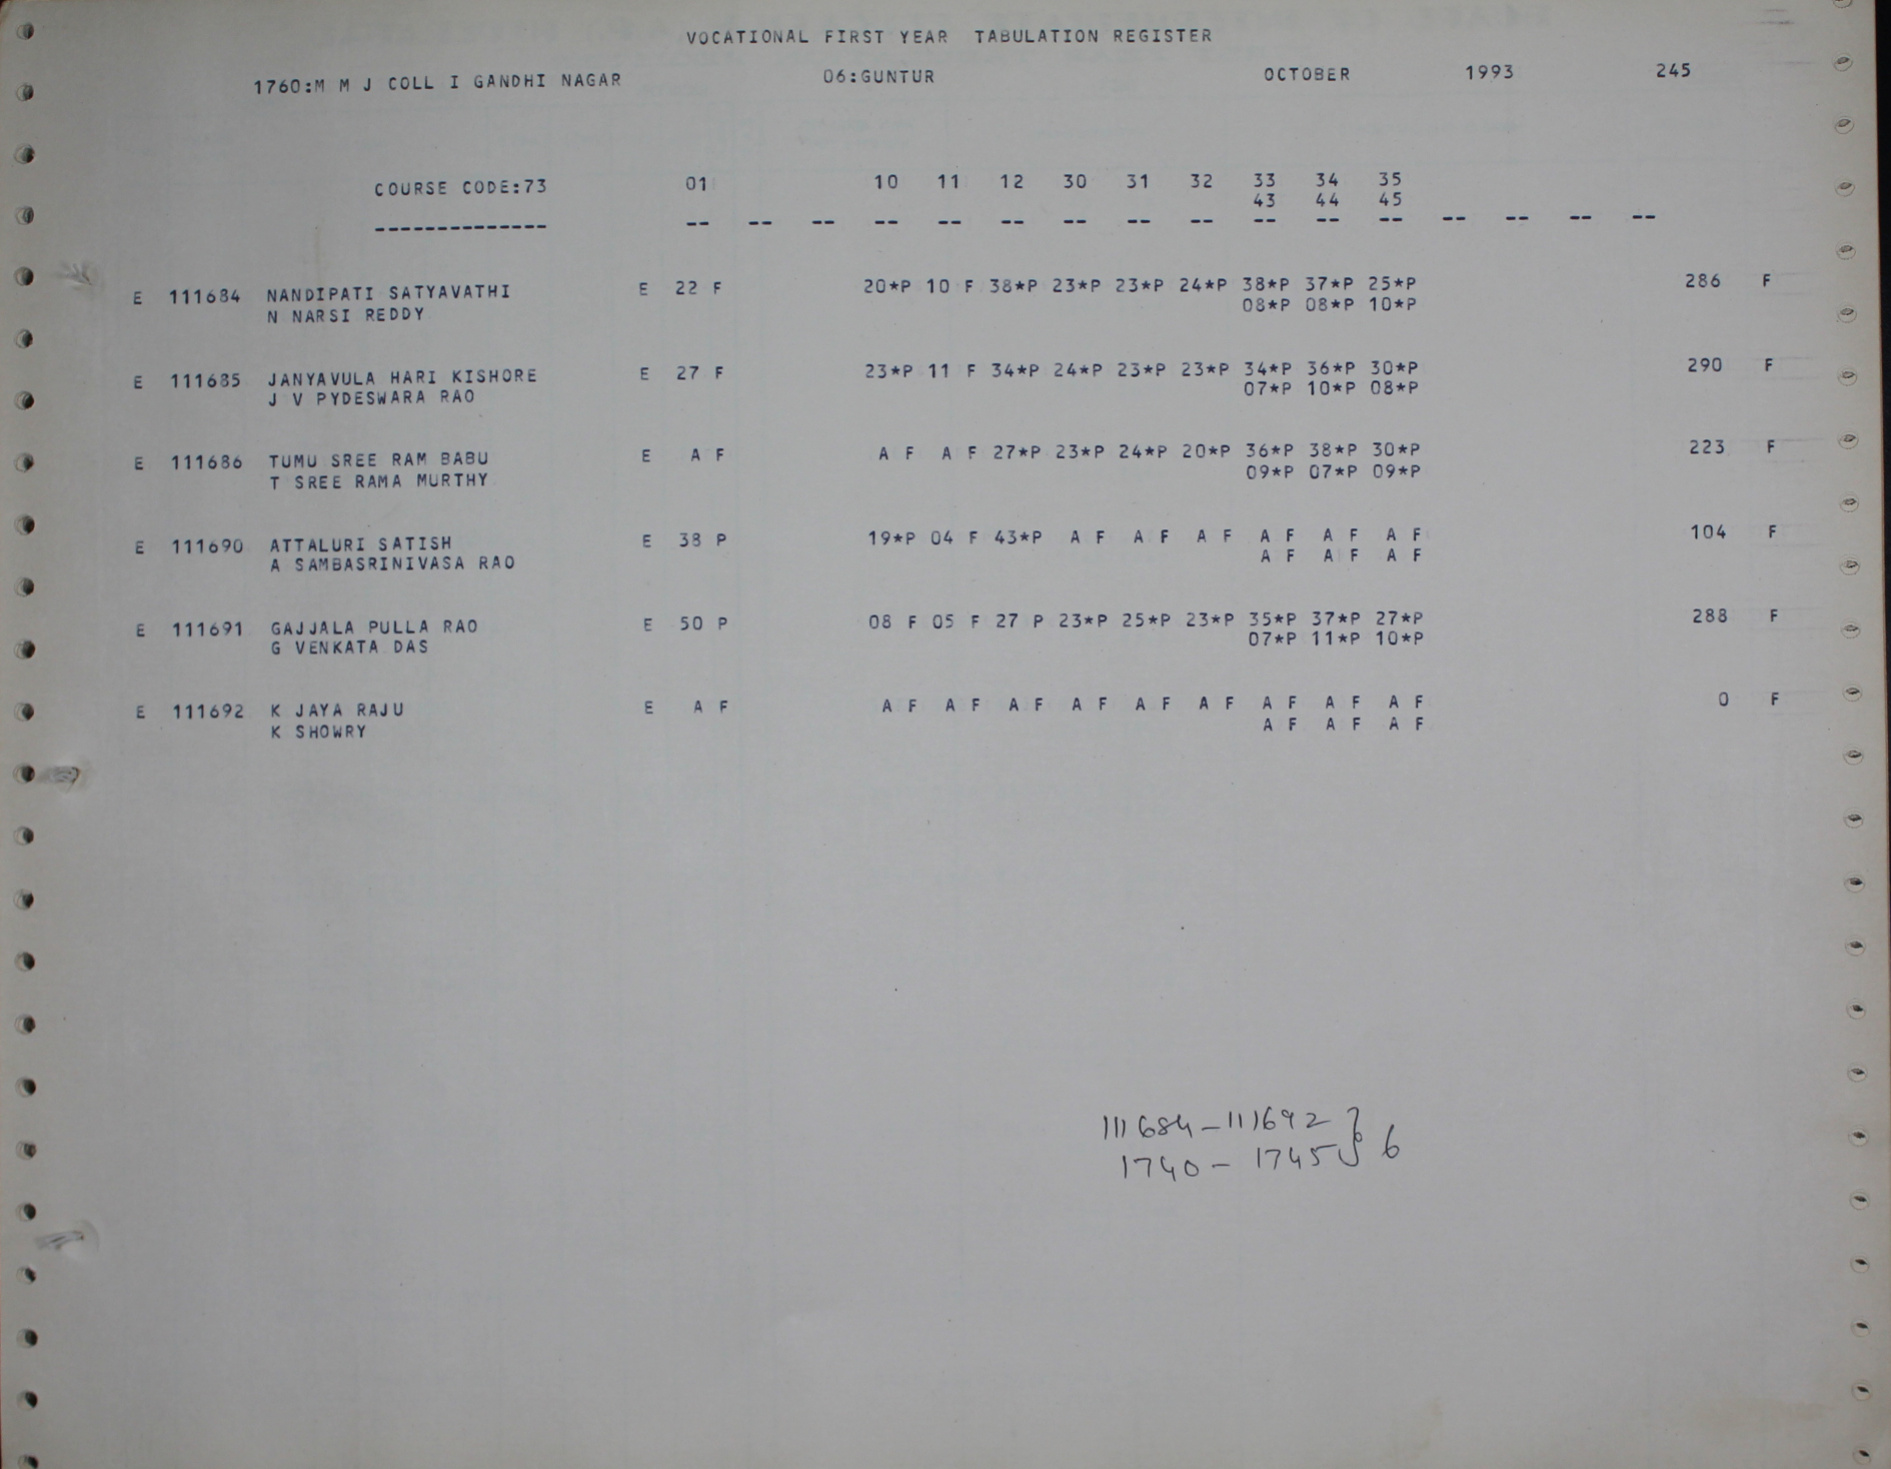 VOCATIONAL FIRST YEAR TABULATION REGISTER
1760:M M J COLL I GANDHI NAGAR 06:GUNTUR OCTOBER 1993 245
COURSE CODE:73 01 10 11 12 30 31 32 33 34 35
43 44 45
-------------- -- -- -- -- -- -- -- -- -- -- -- -- -- -- -- --
E 111684 NANDIPATI SATYAVATHI E 22 F 20*P 10 F 38*P 23*P 23*P 24*P 38*P 37*P 25*P 286 F
N NARSI REDDY 08*P 08*P 10*P
E 111685 JANYAVULA HARI KISHORE E 27 F 23*P 11 F 34*P 24*P 23*P 23*P 34*P 36*P 30*P 290 F
J V PYDESWARA RAO 07*P 10*P 08*P
E 111686 TUMU SREE RAM BABU E A F A F A F 27*P 23*P 24*P 20*P 36*P 38*P 30*P 223 F
T SREE RAMA MURTHY 09*P 07*P 09*P
E 111690 ATTALURI SATISH E 38 P 19*P 04 F 43*P A F A F A F A F A F A F 104 F
A SAMBASRINIVASA RAO A F A F A F
E 111691 GAJJALA PULLA RAO E 50 P 08 F 05 F 27 P 23*P 25*P 23*P 35*P 37*P 27*P 288 F
G VENKATA DAS 07*P 11*P 10*P
E 111692 K JAYA RAJU E A F A F A F A F A F A F A F A F A F A F 0 F
K SHOWRY A F A F A F
111684 - 111692 } 6
1740 - 1745